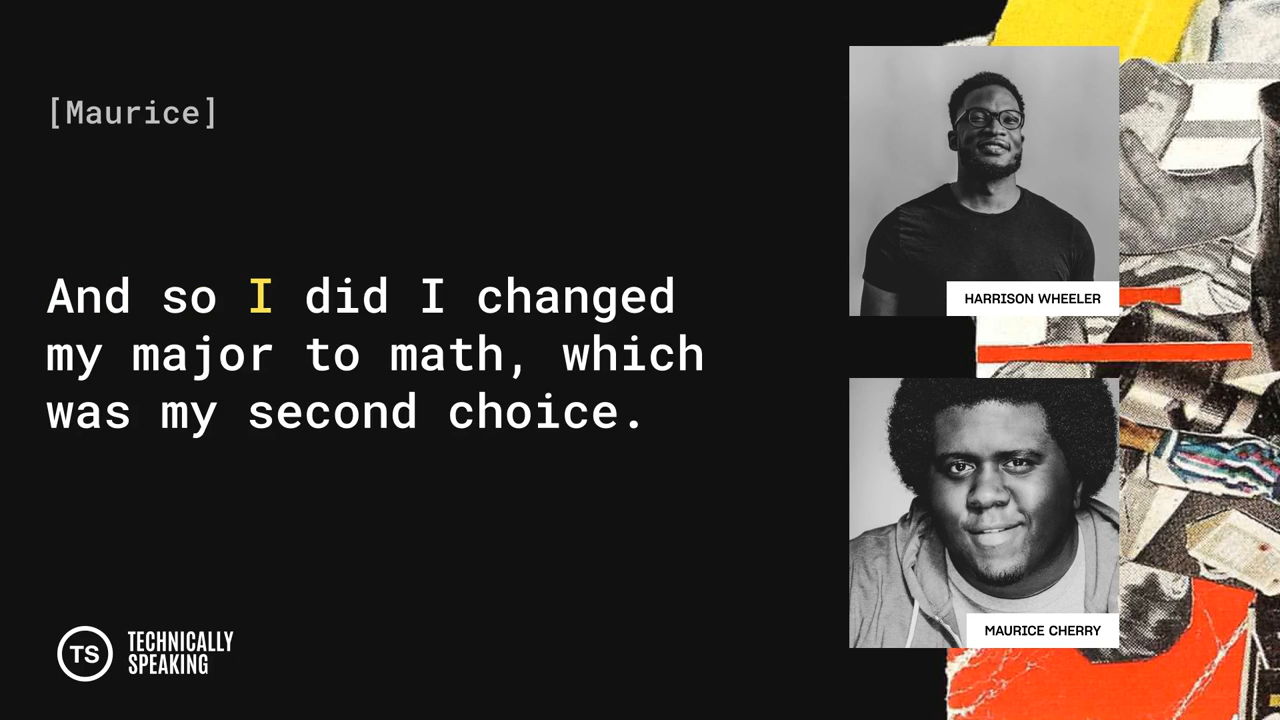 [Maurice]
And so I did I changed
my major to math, which
was my second choice.
HARRISON WHEELER
MAURICE CHERRY
TS
TECHNICALLY
SPEAKING